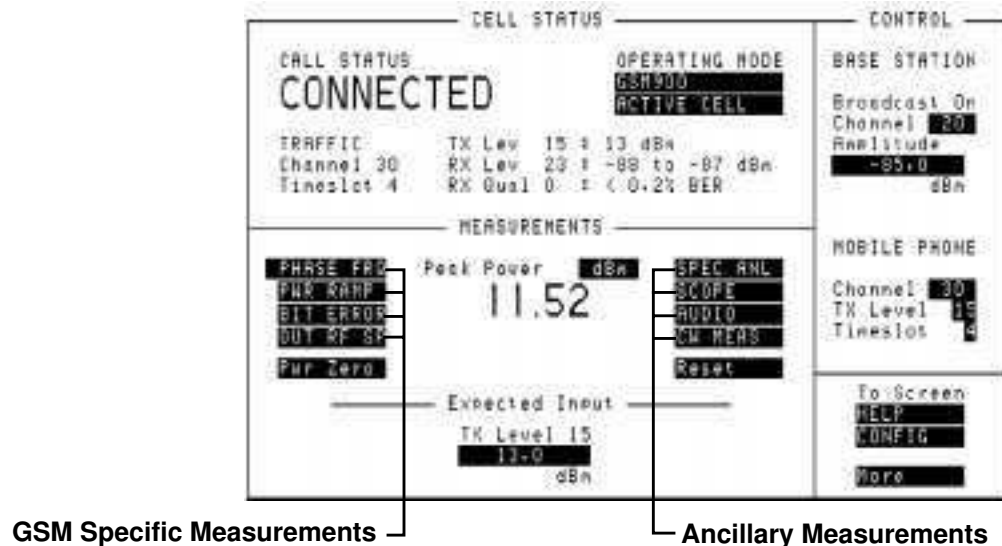 CELL STATUS
CALL STATUS
CONNECTED
OPERATING MODE
GSM900
ACTIVE CELL
TRAFFIC
Channel 30
Timeslot 4
TX Lev 15 : 13 dBm
RX Lev 23 : -88 to -87 dBm
RX Qual 0 : < 0.2% BER
MEASUREMENTS
PHASE FRQ
PWR RAMP
BIT ERROR
OUT RF SP
Pwr Zero
Peak Power dBm
11.52
SPEC ANL
SCOPE
AUDIO
CW MEAS
Reset
Expected Input
TX Level 15
13.0
dBm
CONTROL
BASE STATION
Broadcast On
Channel 20
Amplitude
-85.0
dBm
MOBILE PHONE
Channel 30
TX Level 15
Timeslot 4
To Screen
HELP
CONFIG
More
GSM Specific Measurements
Ancillary Measurements